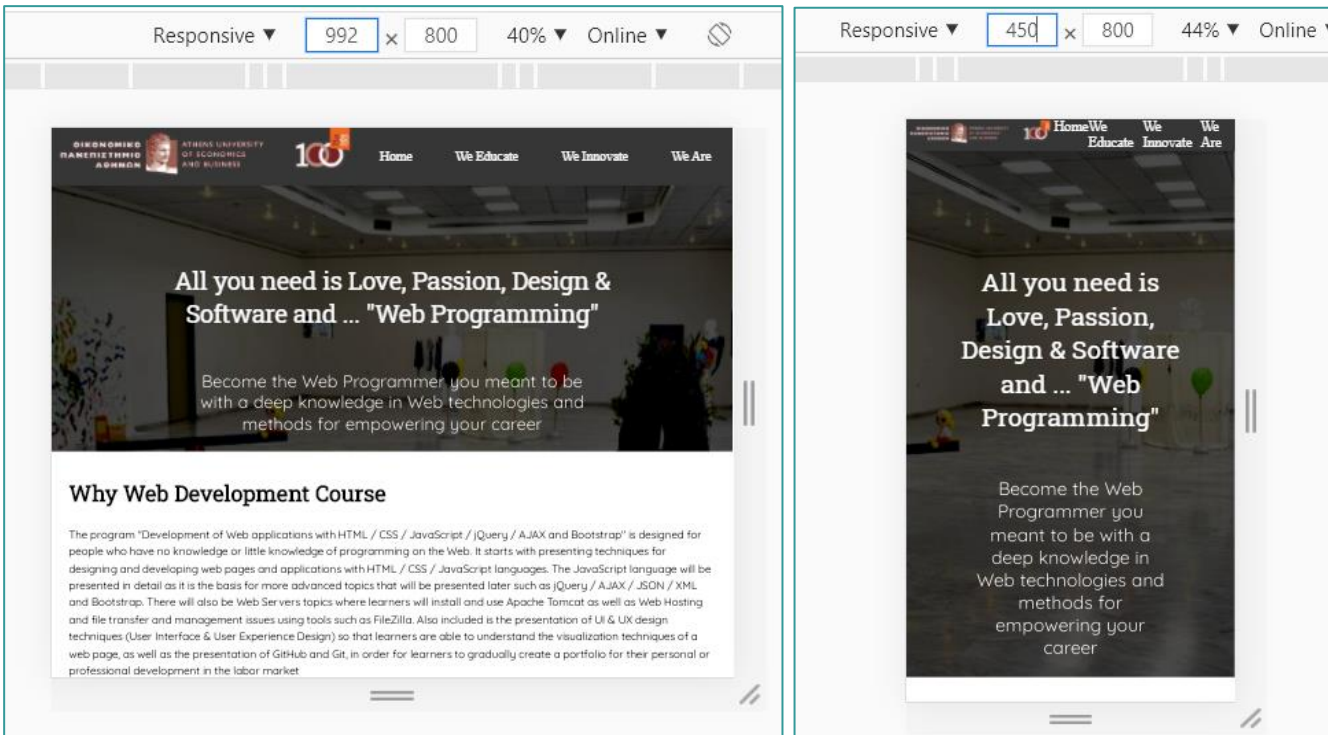 Responsive ▼ 992 × 800 40% ▼ Online ▼
ΟΙΚΟΝΟΜΙΚΟ
ΠΑΝΕΠΙΣΤΗΜΙΟ
ΑΘΗΝΩΝ
ATHENS UNIVERSITY
OF ECONOMICS
AND BUSINESS
100
Home We Educate We Innovate We Are
All you need is Love, Passion, Design &
Software and ... "Web Programming"
Become the Web Programmer you meant to be
with a deep knowledge in Web technologies and
methods for empowering your career
Why Web Development Course
The program "Development of Web applications with HTML / CSS / JavaScript / jQuery / AJAX and Bootstrap" is designed for
people who have no knowledge or little knowledge of programming on the Web. It starts with presenting techniques for
designing and developing web pages and applications with HTML / CSS / JavaScript languages. The JavaScript language will be
presented in detail as it is the basis for more advanced topics that will be presented later such as jQuery / AJAX / JSON / XML
and Bootstrap. There will also be Web Servers topics where learners will install and use Apache Tomcat as well as Web Hosting
and file transfer and management issues using tools such as FileZilla. Also included is the presentation of UI & UX design
techniques (User Interface & User Experience Design) so that learners are able to understand the visualization techniques of a
web page, as well as the presentation of GitHub and Git, in order for learners to gradually create a portfolio for their personal or
professional development in the labor market
Responsive ▼ 450 × 800 44% ▼ Online
100
HomeWe We We
Educate Innovate Are
All you need is
Love, Passion,
Design & Software
and ... "Web
Programming"
Become the Web
Programmer you
meant to be with a
deep knowledge in
Web technologies and
methods for
empowering your
career